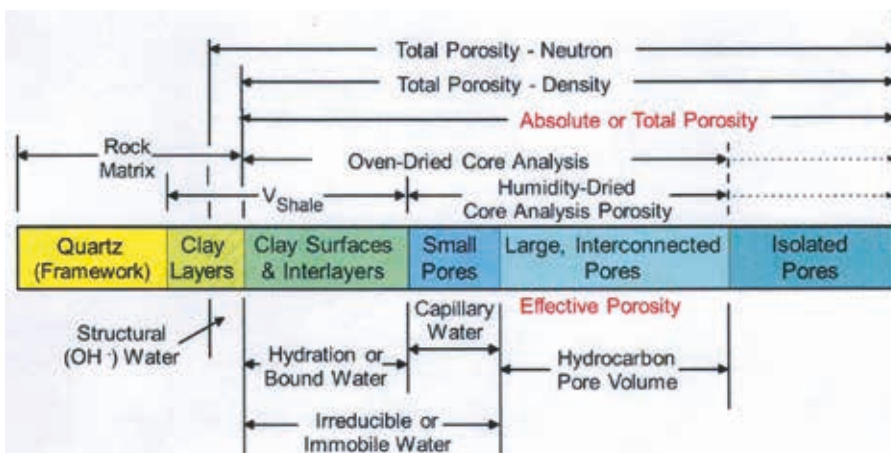 Total Porosity - Neutron
Total Porosity - Density
Absolute or Total Porosity
Rock
Matrix
Oven-Dried Core Analysis
VShale
Humidity-Dried
Core Analysis Porosity
Quartz
(Framework)
Clay
Layers
Clay Surfaces
& Interlayers
Small
Pores
Large, Interconnected
Pores
Isolated
Pores
Structural
(OH-) Water
Capillary
Water
Effective Porosity
Hydration or
Bound Water
Hydrocarbon
Pore Volume
Irreducible or
Immobile Water